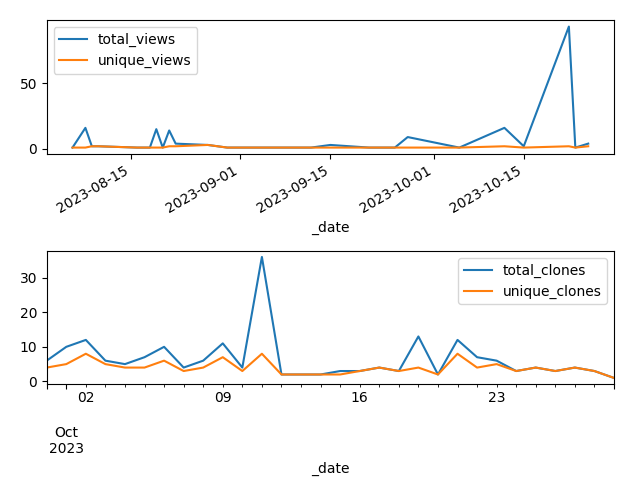 total_views
unique_views
50
0
2023-08-15
2023-09-01
2023-09-15
2023-10-01
2023-10-15
_date
total_clones
unique_clones
30
20
10
0
02
09
16
23
Oct
2023
_date